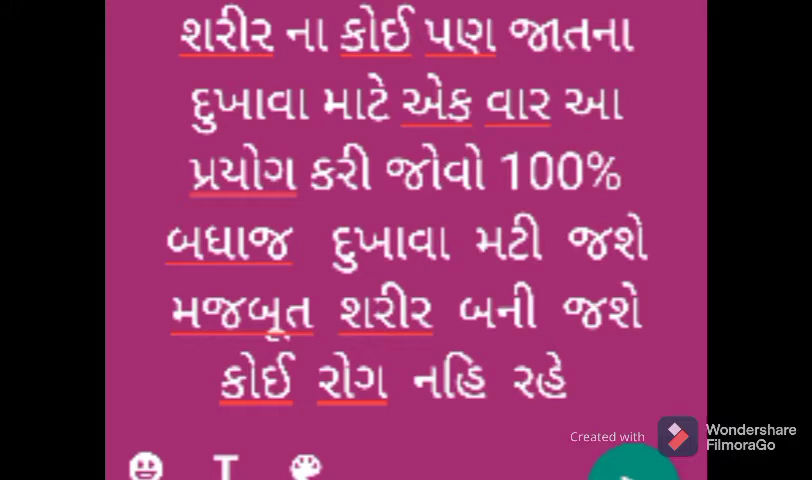 શરીર ના કોઈ પણ જાતના
દુખાવા માટે એક વાર આ
પ્રયોગ કરી જોવો 100%
બધાજ દુખાવા મટી જશે
મજબૂત શરીર બની જશે
કોઈ રોગ નહિ રહે
Created with
Wondershare
FilmoraGo
T